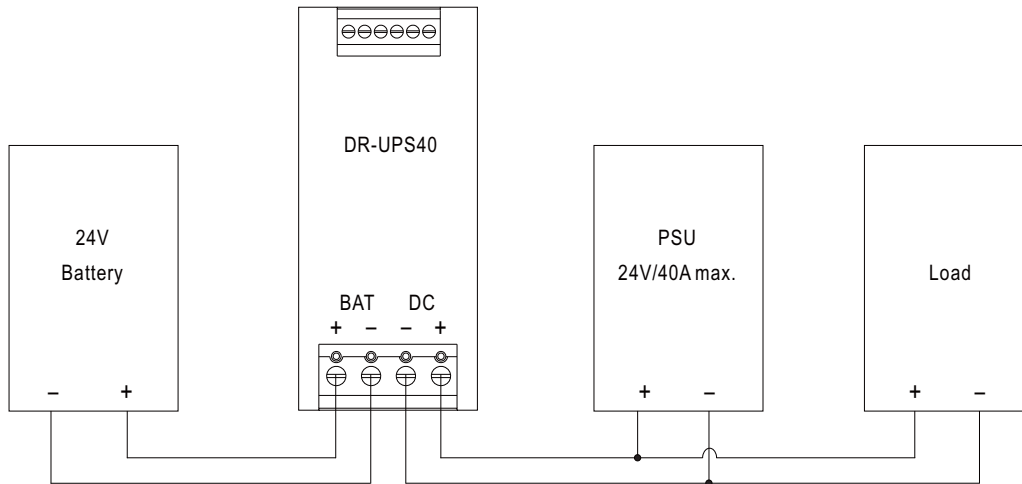 DR-UPS40
24V
Battery
PSU
24V/40A max.
Load
BAT DC
+ – – +
– +
+ –
+ –